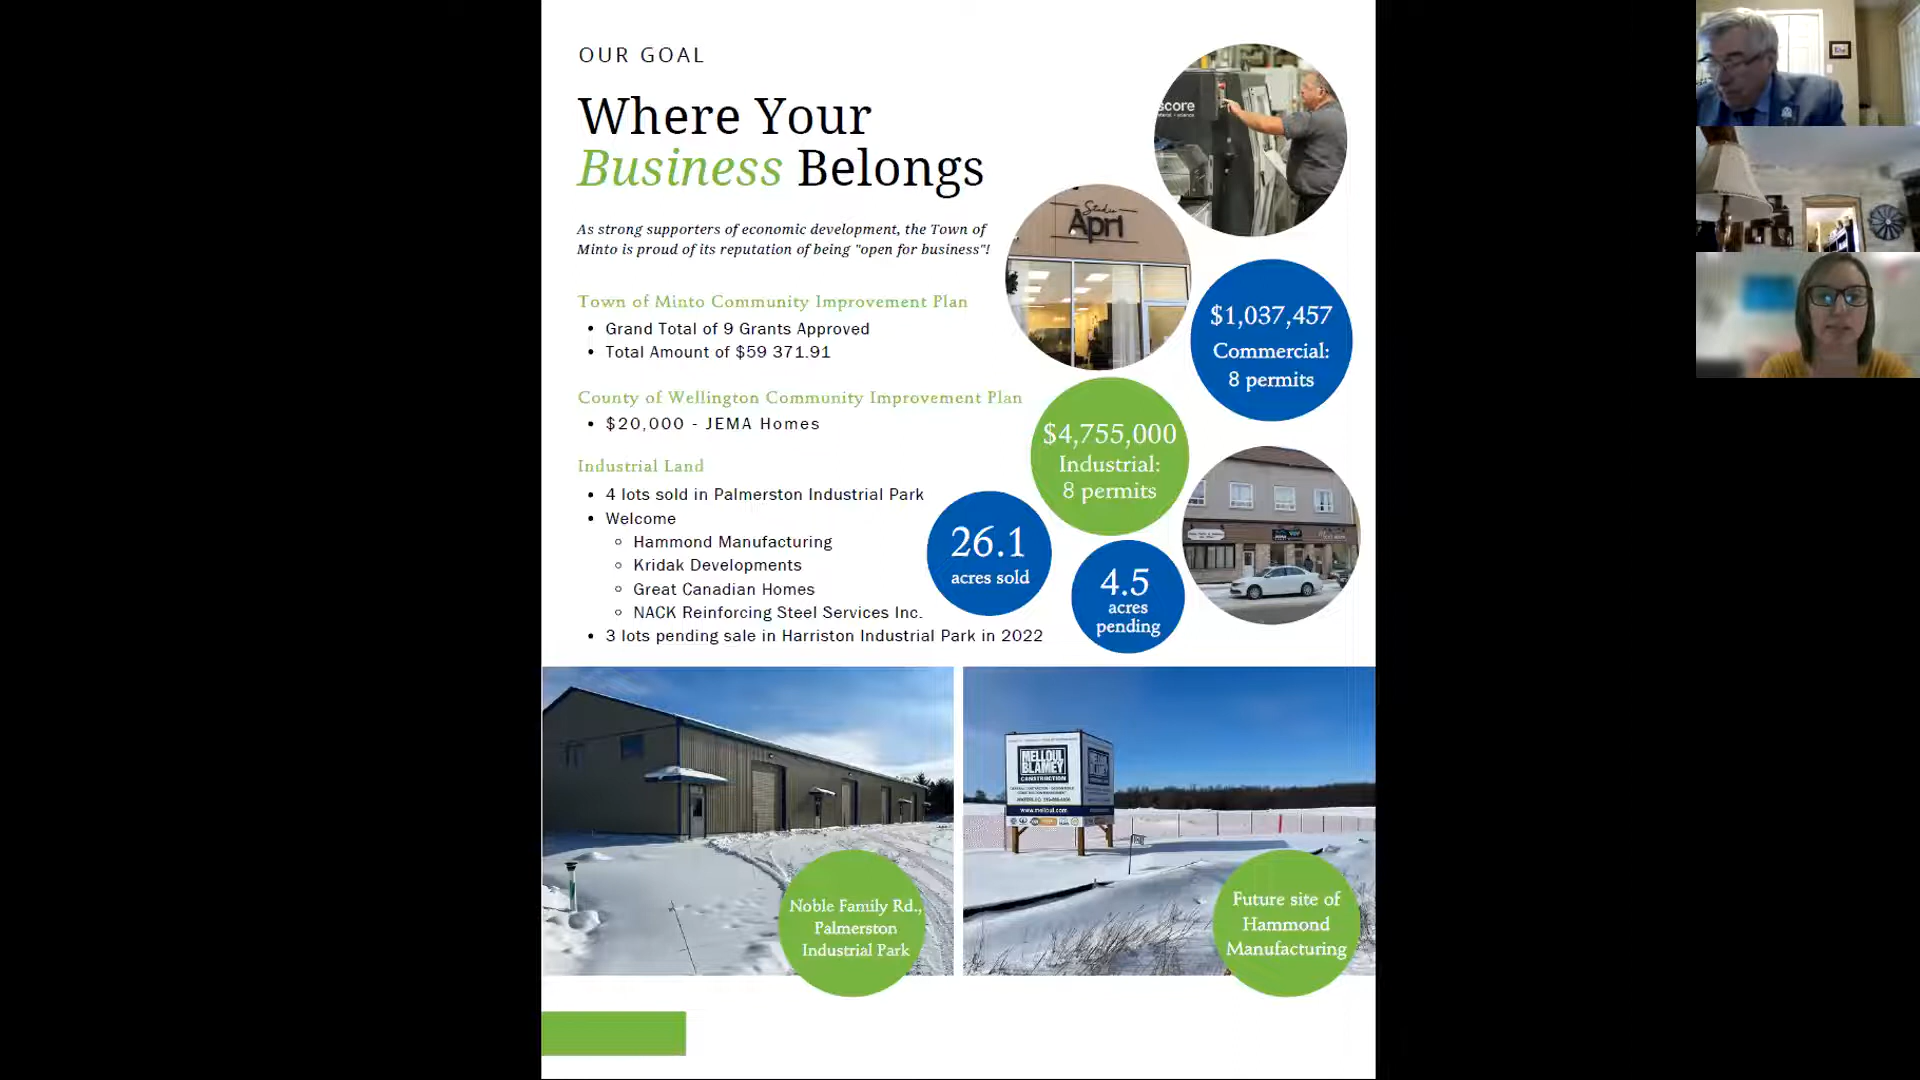 OUR GOAL
Where Your
Business Belongs
As strong supporters of economic development, the Town of
Minto is proud of its reputation of being "open for business"!
Town of Minto Community Improvement Plan
• Grand Total of 9 Grants Approved
• Total Amount of $59 371.91
County of Wellington Community Improvement Plan
• $20,000 - JEMA Homes
Industrial Land
• 4 lots sold in Palmerston Industrial Park
• Welcome
◦ Hammond Manufacturing
◦ Kridak Developments
◦ Great Canadian Homes
◦ NACK Reinforcing Steel Services Inc.
• 3 lots pending sale in Harriston Industrial Park in 2022
score
Studio
April
$1,037,457
Commercial:
8 permits
$4,755,000
Industrial:
8 permits
26.1
acres sold
4.5
acres
pending
MELLOUL
BLAMEY
CONSTRUCTION
www.melloul.com
Noble Family Rd.,
Palmerston
Industrial Park
Future site of
Hammond
Manufacturing